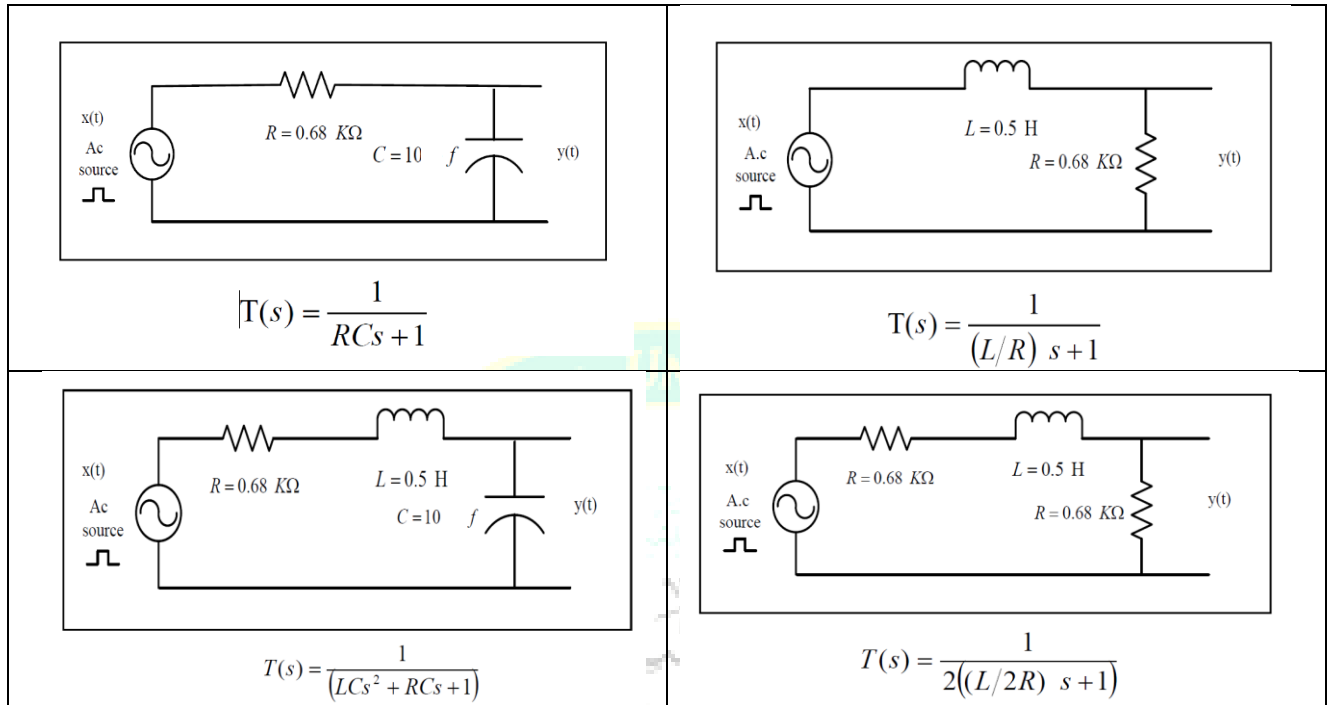 x(t)
Ac
source
R = 0.68 KΩ
C = 10 f
y(t)
T(s) = 1 / (RCs + 1)
x(t)
A.c
source
L = 0.5 H
R = 0.68 KΩ
y(t)
T(s) = 1 / ((L/R) s + 1)
x(t)
Ac
source
R = 0.68 KΩ
L = 0.5 H
C = 10 f
y(t)
T(s) = 1 / (LCs² + RCs + 1)
x(t)
A.c
source
R = 0.68 KΩ
L = 0.5 H
R = 0.68 KΩ
y(t)
T(s) = 1 / 2((L/2R) s + 1)